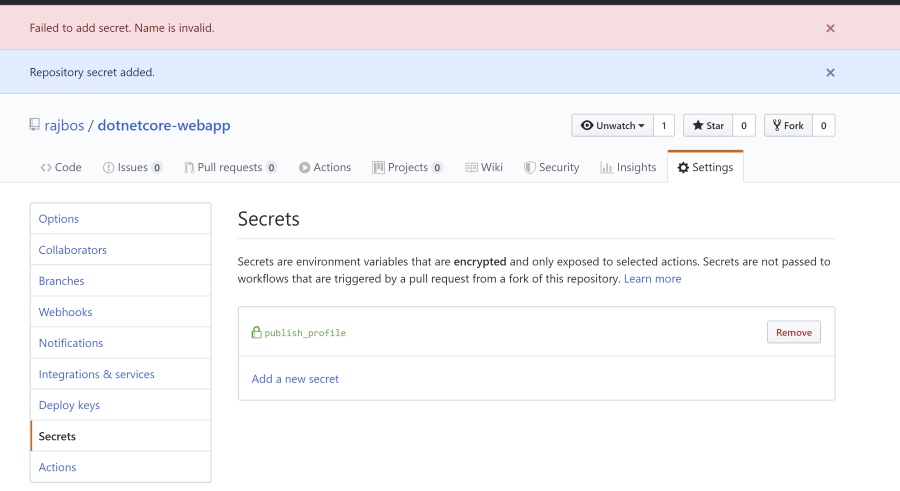 Failed to add secret. Name is invalid.
Repository secret added.
rajbos / dotnetcore-webapp
Unwatch 1 Star 0 Fork 0
Code Issues 0 Pull requests 0 Actions Projects 0 Wiki Security Insights Settings
Options
Collaborators
Branches
Webhooks
Notifications
Integrations & services
Deploy keys
Secrets
Actions
Secrets
Secrets are environment variables that are encrypted and only exposed to selected actions. Secrets are not passed to
workflows that are triggered by a pull request from a fork of this repository. Learn more
publish_profile Remove
Add a new secret